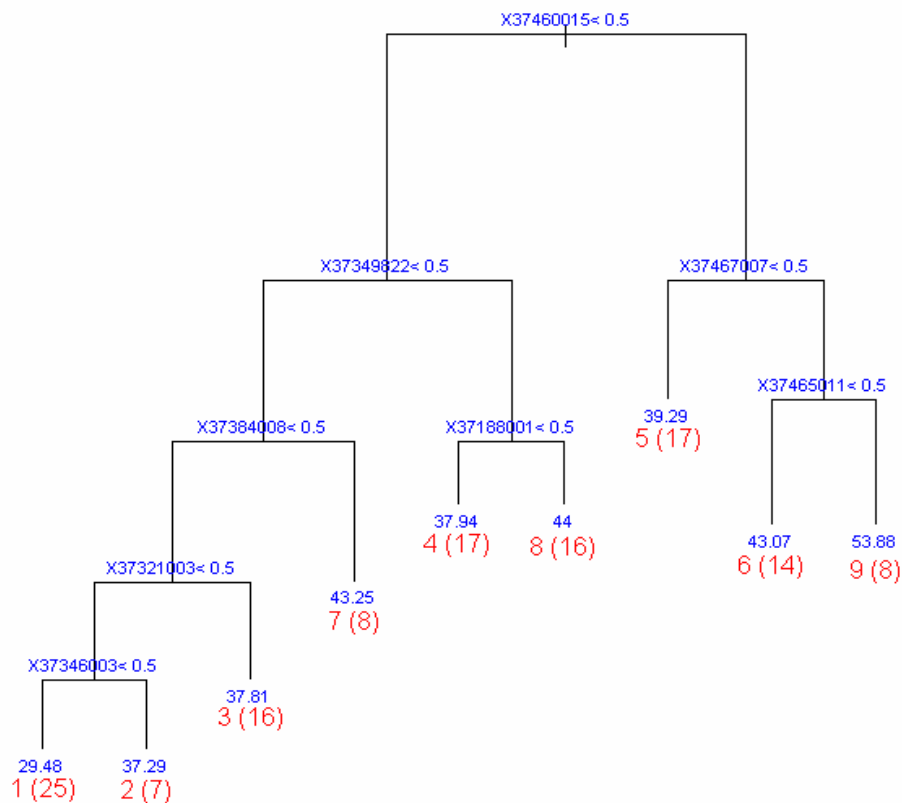 X37460015< 0.5
X37349822< 0.5
X37467007< 0.5
X37465011< 0.5
39.29
5 (17)
X37384008< 0.5
X37188001< 0.5
37.94
4 (17)
44
8 (16)
43.07
6 (14)
53.88
9 (8)
X37321003< 0.5
43.25
7 (8)
X37346003< 0.5
37.81
3 (16)
29.48
1 (25)
37.29
2 (7)